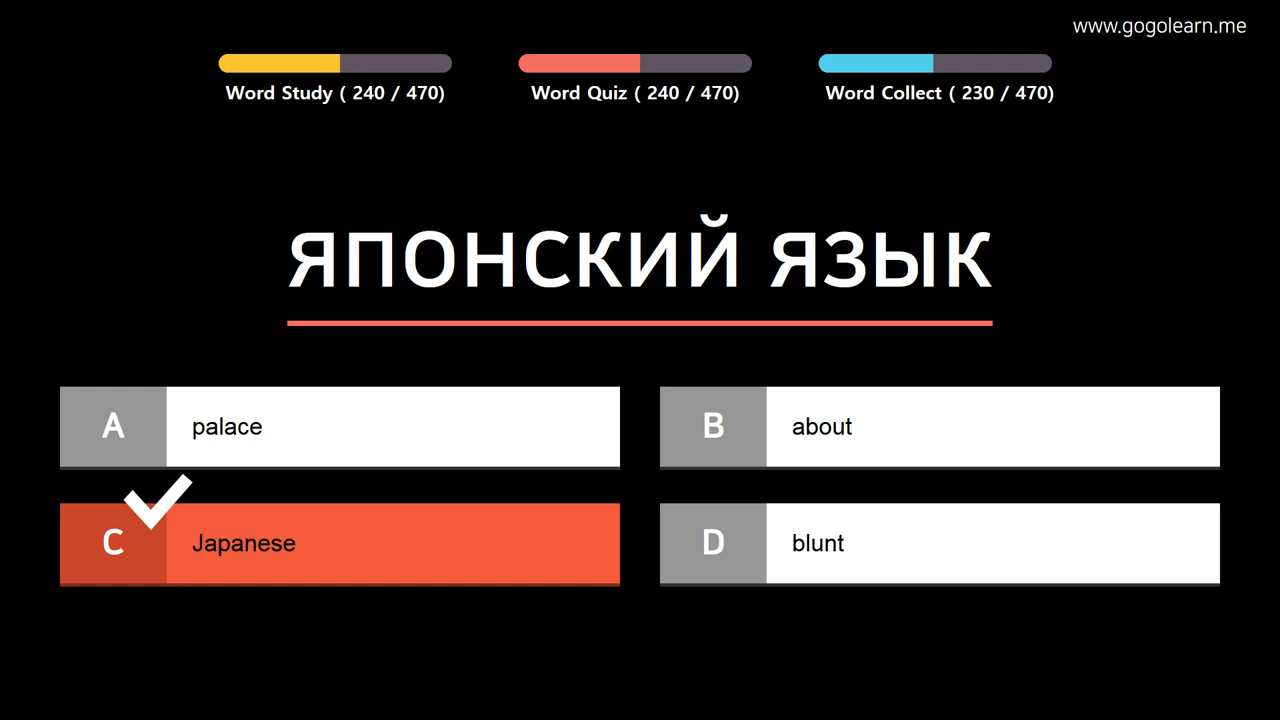 www.gogolearn.me
Word Study ( 240 / 470)
Word Quiz ( 240 / 470)
Word Collect ( 230 / 470)
ЯПОНСКИЙ ЯЗЫК
A palace
B about
C Japanese
D blunt